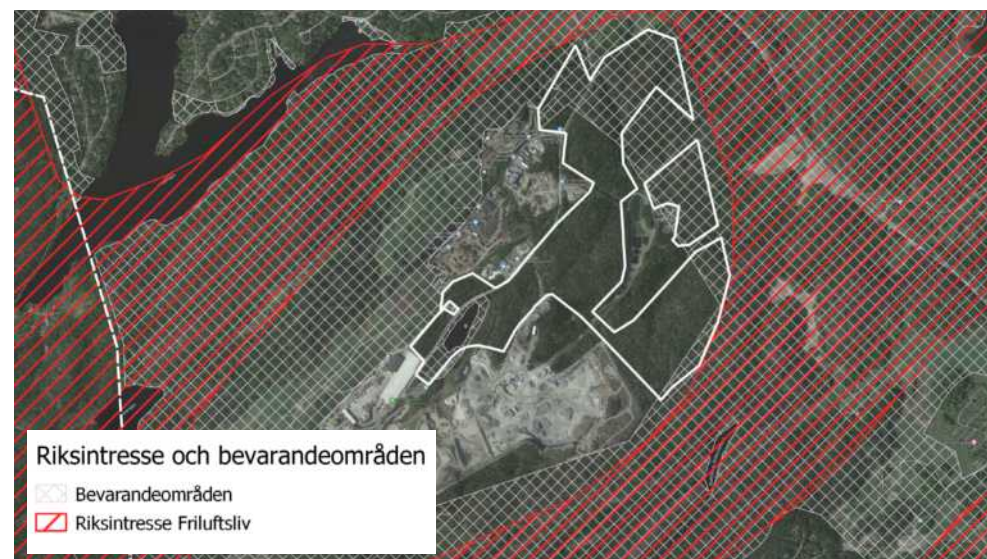 Riksintresse och bevarandeområden
Bevarandeområden
Riksintresse Friluftsliv